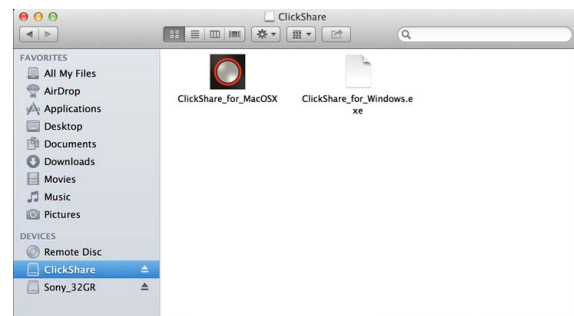 ClickShare
FAVORITES
All My Files
AirDrop
Applications
Desktop
Documents
Downloads
Movies
Music
Pictures
DEVICES
Remote Disc
ClickShare
Sony_32GR
ClickShare_for_MacOSX
ClickShare_for_Windows.e
xe